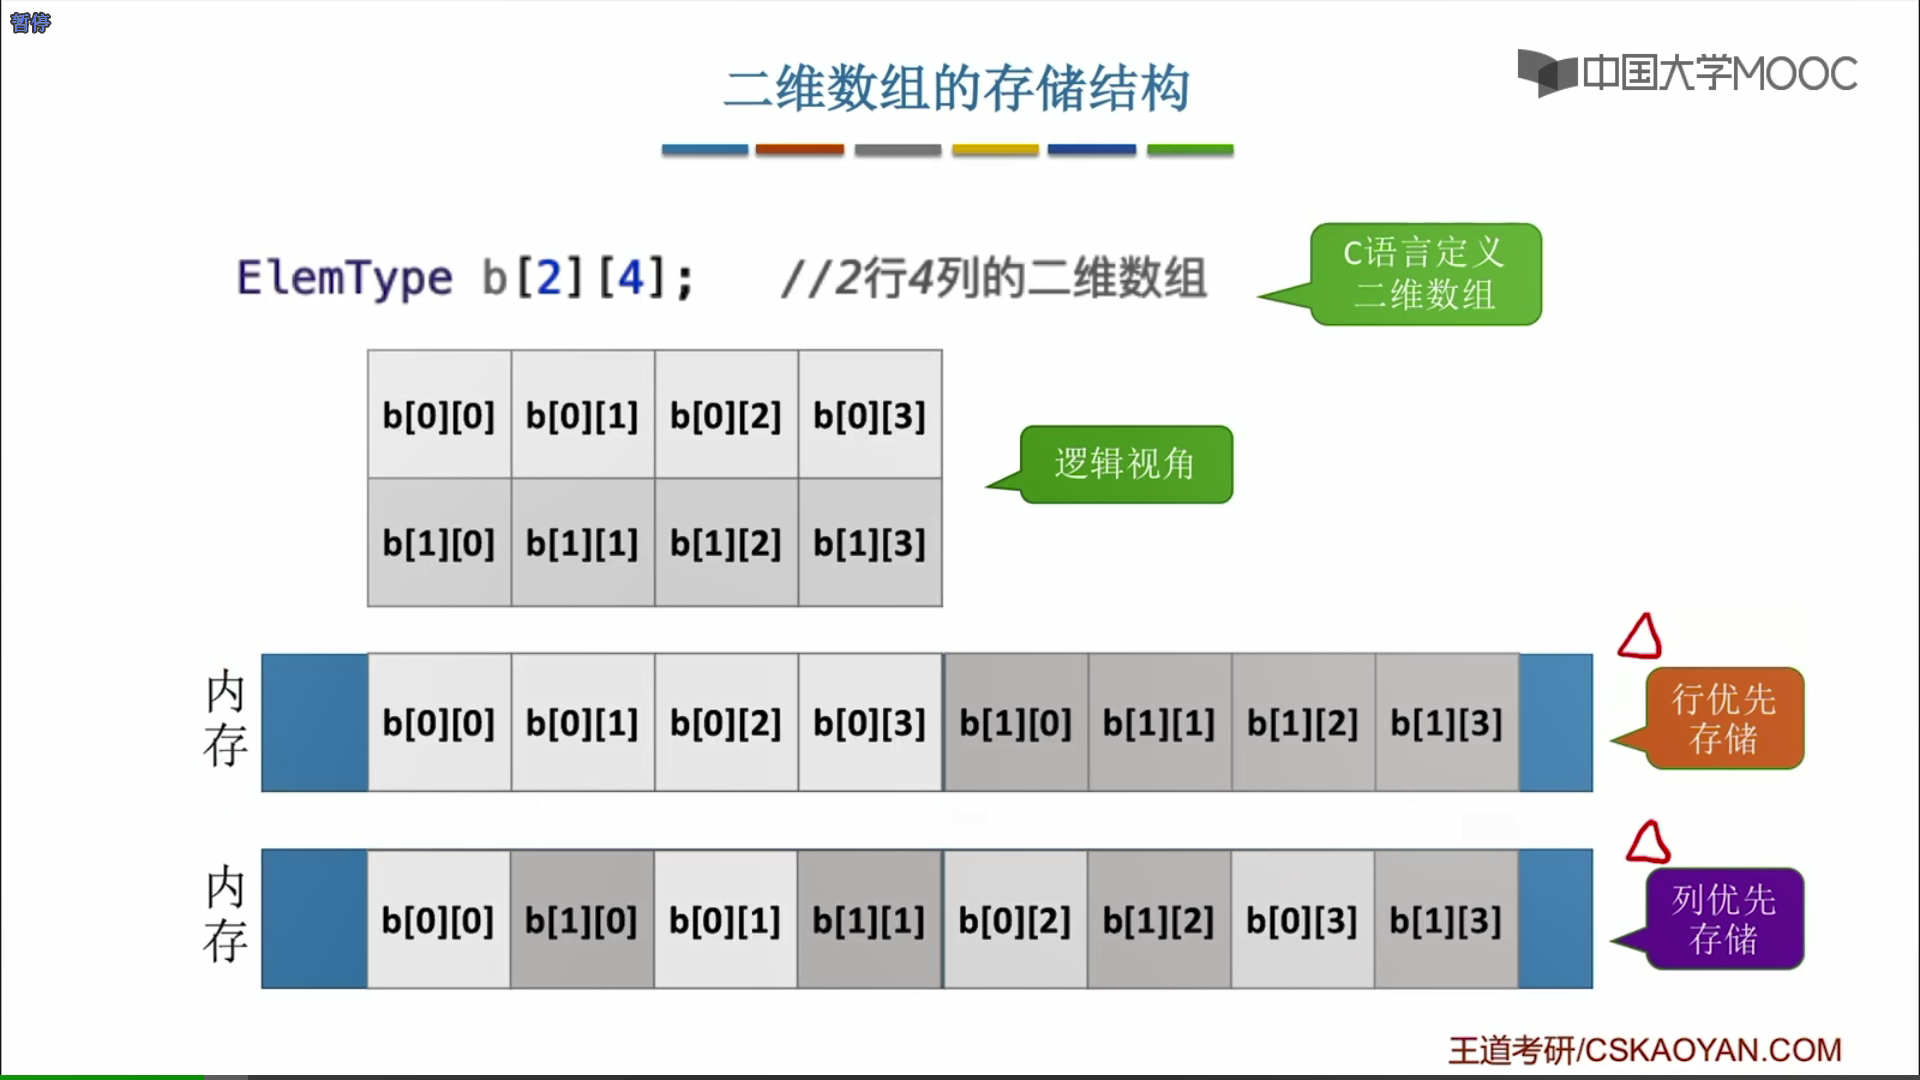 暂停
中国大学MOOC
二维数组的存储结构
ElemType b[2][4]; //2行4列的二维数组
C语言定义
二维数组
b[0][0] b[0][1] b[0][2] b[0][3]
b[1][0] b[1][1] b[1][2] b[1][3]
逻辑视角
内存
b[0][0] b[0][1] b[0][2] b[0][3] b[1][0] b[1][1] b[1][2] b[1][3]
行优先
存储
内存
b[0][0] b[1][0] b[0][1] b[1][1] b[0][2] b[1][2] b[0][3] b[1][3]
列优先
存储
王道考研/CSKAOYAN.COM